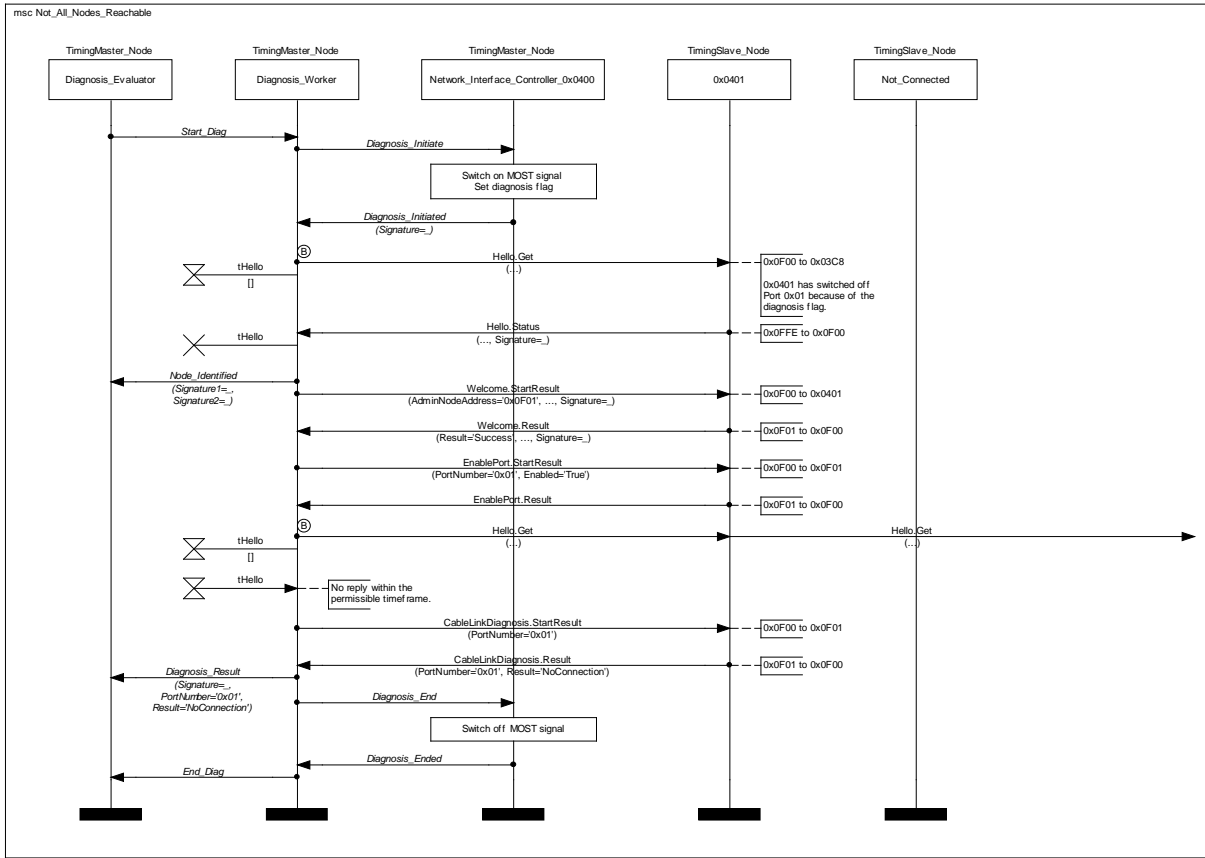 msc Not_All_Nodes_Reachable
TimingMaster_Node
TimingMaster_Node
TimingMaster_Node
TimingSlave_Node
TimingSlave_Node
Diagnosis_Evaluator
Diagnosis_Worker
Network_Interface_Controller_0x0400
0x0401
Not_Connected
Start_Diag
Diagnosis_Initiate
Switch on MOST signal
Set diagnosis flag
Diagnosis_Initiated
(Signature=_)
B
Hello.Get
(...)
0x0F00 to 0x03C8
tHello
[]
0x0401 has switched off
Port 0x01 because of the
diagnosis flag.
Hello.Status
(..., Signature=_)
0x0FFE to 0x0F00
tHello
Node_Identified
(Signature1=_,
Signature2=_)
Welcome.StartResult
(AdminNodeAddress='0x0F01', ..., Signature=_)
0x0F00 to 0x0401
Welcome.Result
(Result='Success', ..., Signature=_)
0x0F01 to 0x0F00
EnablePort.StartResult
(PortNumber='0x01', Enabled='True')
0x0F00 to 0x0F01
EnablePort.Result
0x0F01 to 0x0F00
B
Hello.Get
(...)
Hello.Get
(...)
tHello
[]
tHello
No reply within the
permissible timeframe.
CableLinkDiagnosis.StartResult
(PortNumber='0x01')
0x0F00 to 0x0F01
CableLinkDiagnosis.Result
(PortNumber='0x01', Result='NoConnection')
0x0F01 to 0x0F00
Diagnosis_Result
(Signature=_,
PortNumber='0x01',
Result='NoConnection')
Diagnosis_End
Switch off MOST signal
Diagnosis_Ended
End_Diag